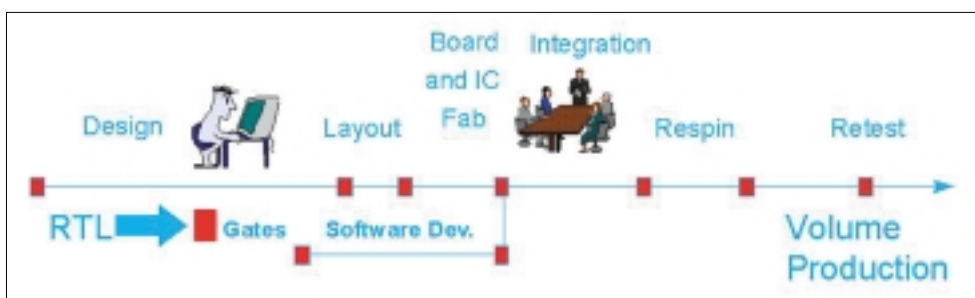 Board
and IC
Fab
Integration
Design
Layout
Respin
Retest
RTL
Gates
Software Dev.
Volume
Production